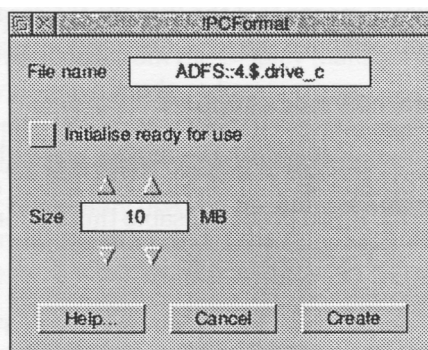 !PCFormat
File name ADFS::4.$.drive_c
Initialise ready for use
Size 10 MB
Help... Cancel Create